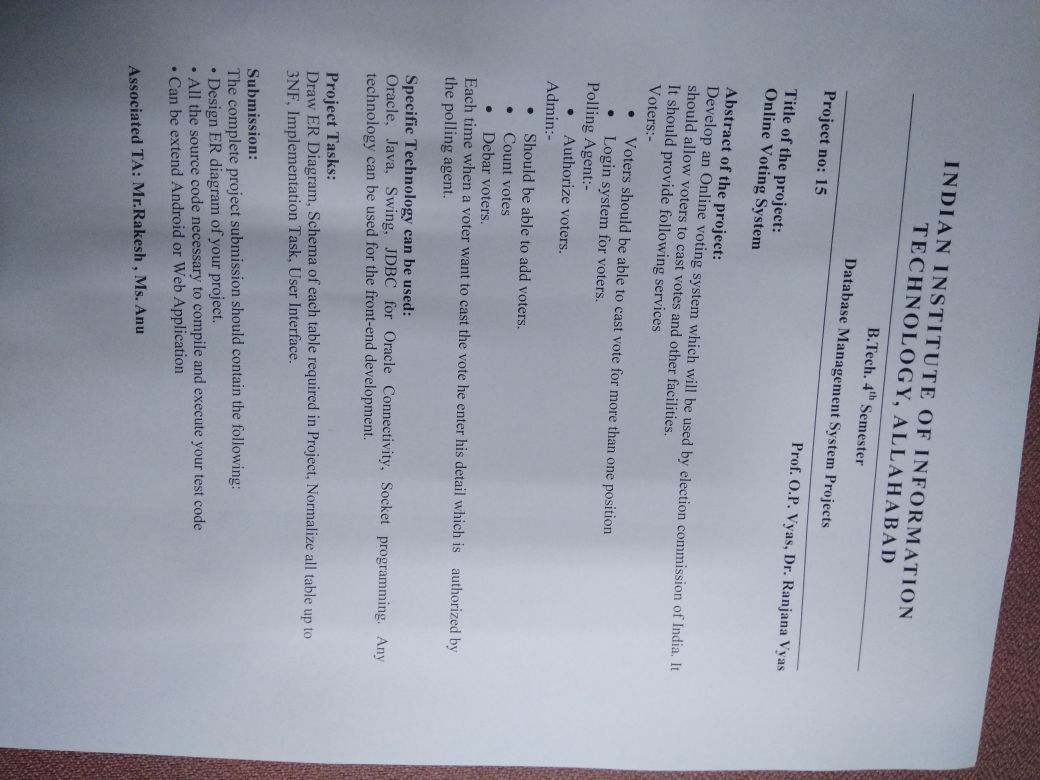 INDIAN INSTITUTE OF INFORMATION
TECHNOLOGY, ALLAHABAD
B.Tech. 4th Semester
Database Management System Projects
Prof. O.P. Vyas, Dr. Ranjana Vyas
Project no: 15
Title of the project:
Online Voting System
Abstract of the project:
Develop an Online voting system which will be used by election commission of India. It
should allow voters to cast votes and other facilities.
It should provide following services
Voters:-
• Voters should be able to cast vote for more than one position
• Login system for voters.
Polling Agent:-
• Authorize voters.
Admin:-
• Should be able to add voters.
• Count votes
• Debar voters.
Each time when a voter want to cast the vote he enter his detail which is authorized by
the polling agent.
Specific Technology can be used:
Oracle, Java, Swing, JDBC for Oracle Connectivity, Socket programming. Any
technology can be used for the front-end development.
Project Tasks:
Draw ER Diagram, Schema of each table required in Project, Normalize all table up to
3NF, Implementation Task, User Interface.
Submission:
The complete project submission should contain the following:
• Design ER diagram of your project.
• All the source code necessary to compile and execute your test code
• Can be extend Android or Web Application
Associated TA: Mr.Rakesh , Ms. Anu